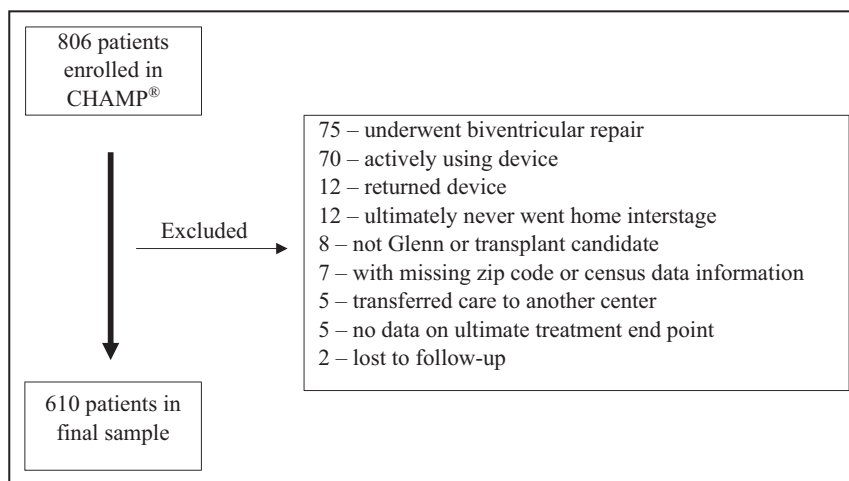 806 patients
enrolled in
CHAMP®
Excluded
75 – underwent biventricular repair
70 – actively using device
12 – returned device
12 – ultimately never went home interstage
8 – not Glenn or transplant candidate
7 – with missing zip code or census data information
5 – transferred care to another center
5 – no data on ultimate treatment end point
2 – lost to follow-up
610 patients in
final sample